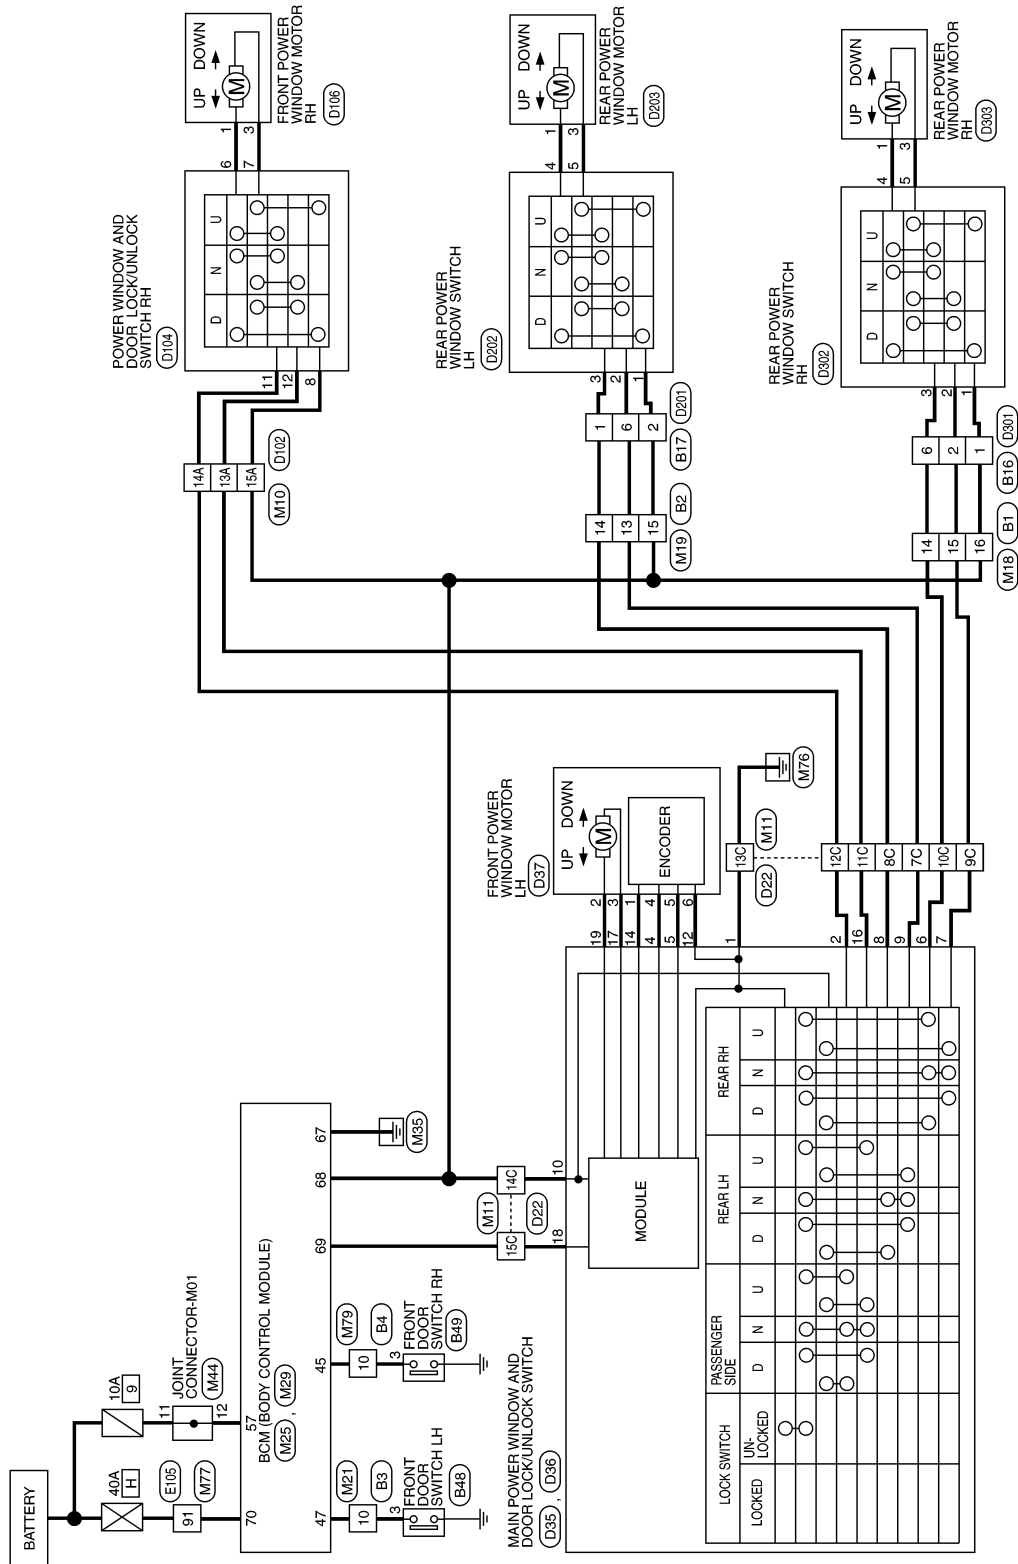 BATTERY
40A
H
10A
9
E105
91
M77
JOINT
CONNECTOR-M01
M44
11
12
70
57
BCM (BODY CONTROL MODULE)
M25 , M29
47
45
69
68
67
M35
M21
10
B3
3
FRONT
DOOR
SWITCH LH
B48
M79
10
B4
3
FRONT
DOOR
SWITCH RH
B49
M11
15C
14C
D22
18
10
MAIN POWER WINDOW AND
DOOR LOCK/UNLOCK SWITCH
D35 , D36
MODULE
LOCK SWITCH
LOCKED
UN-
LOCKED
PASSENGER
SIDE
D
N
U
REAR LH
D
N
U
REAR RH
D
N
U
19
17
14
4
5
12
1
2
16
8
9
6
7
FRONT POWER
WINDOW MOTOR
LH
D37
2
3
1
4
5
6
UP
DOWN
M
ENCODER
13C
D22
M11
M76
12C
11C
8C
7C
10C
9C
14A
13A
15A
M10
D102
POWER WINDOW AND
DOOR LOCK/UNLOCK
SWITCH RH
D104
11
12
8
D
N
U
6
7
1
3
UP
DOWN
M
FRONT POWER
WINDOW MOTOR
RH
D106
14
13
15
M19
B2
1
6
2
B17
D201
REAR POWER
WINDOW SWITCH
LH
D202
3
2
1
D
N
U
4
5
1
3
UP
DOWN
M
REAR POWER
WINDOW MOTOR
LH
D203
14
15
16
M18
B1
6
2
1
B16
D301
REAR POWER
WINDOW SWITCH
RH
D302
3
2
1
D
N
U
4
5
1
3
UP
DOWN
M
REAR POWER
WINDOW MOTOR
RH
D303